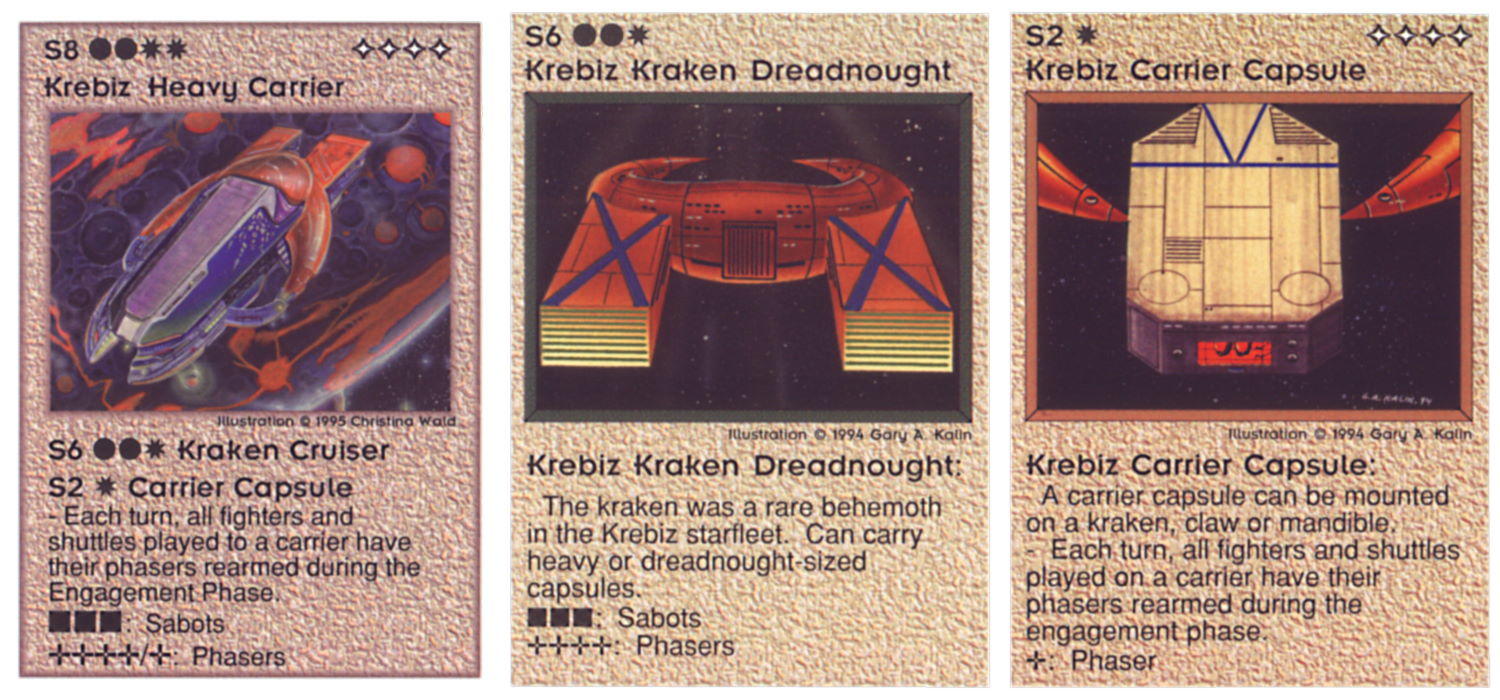 S8 ●●✷✷ ✧✧✧✧
Krebiz Heavy Carrier
Illustration © 1995 Christina Wald
S6 ●●✷ Kraken Cruiser
S2 ✷ Carrier Capsule
- Each turn, all fighters and
shuttles played to a carrier have
their phasers rearmed during the
Engagement Phase.
■■■: Sabots
✛✛✛✛/✛: Phasers
S6 ●●✷
Krebiz Kraken Dreadnought
Illustration © 1994 Gary A. Kalin
Krebiz Kraken Dreadnought:
The kraken was a rare behemoth
in the Krebiz starfleet. Can carry
heavy or dreadnought-sized
capsules.
■■■: Sabots
✛✛✛✛: Phasers
S2 ✷ ✧✧✧✧
Krebiz Carrier Capsule
G.A. KALIN. 94
Illustration © 1994 Gary A. Kalin
Krebiz Carrier Capsule:
A carrier capsule can be mounted
on a kraken, claw or mandible.
- Each turn, all fighters and shuttles
played on a carrier have their
phasers rearmed during the
engagement phase.
✛: Phaser